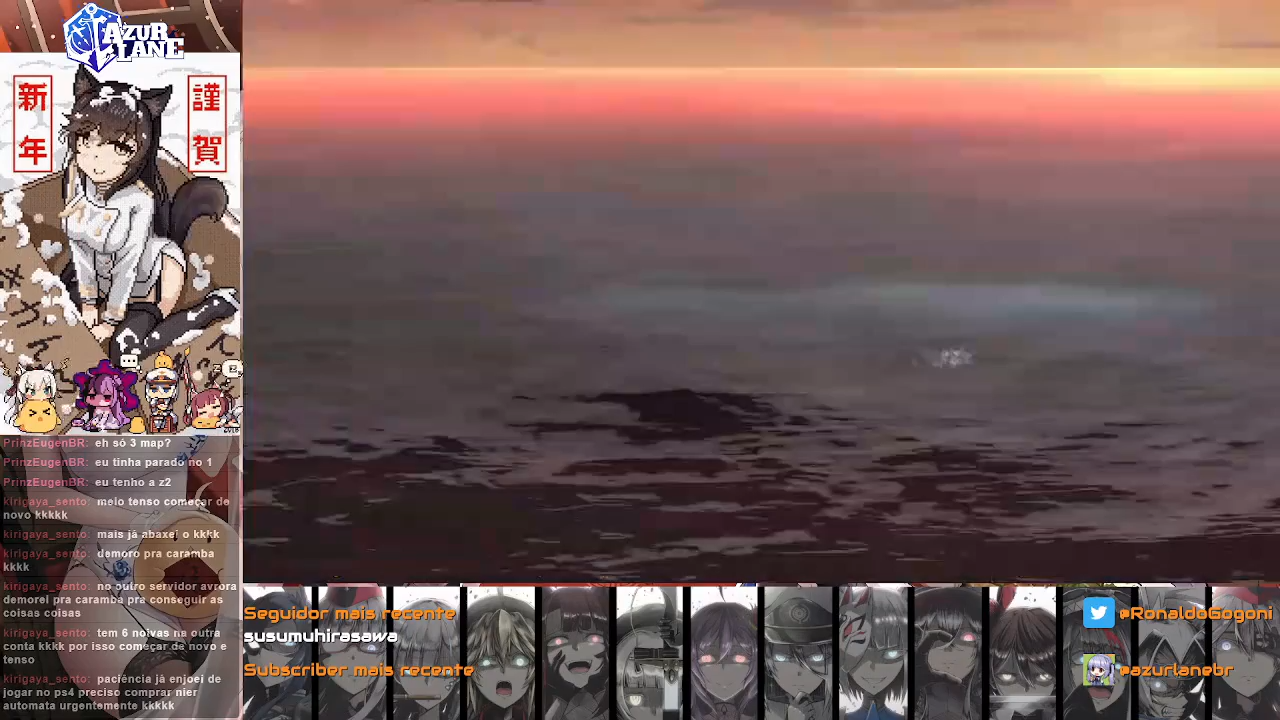 AZUR
LANE
謹賀
新年
PrinzEugenBR: eh só 3 map?
PrinzEugenBR: eu tinha parado no 1
PrinzEugenBR: eu tenho a z2
kirigaya_sento: meio tenso começar de
novo kkkkk
kirigaya_sento: mais já abaxei o kkkk
kirigaya_sento: demoro pra caramba
kkkk
kirigaya_sento: no outro servidor avrora
demorei pra caramba pra conseguir as
coisas coisas
kirigaya_sento: tem 6 noivas na outra
conta kkkk por isso começar de novo e
tenso
kirigaya_sento: paciência já enjoei de
jogar no ps4 preciso comprar nier
automata urgentemente kkkkk
Seguidor mais recente
susumuhirasawa
Subscriber mais recente
@RonaldoGogoni
@azurlanebr